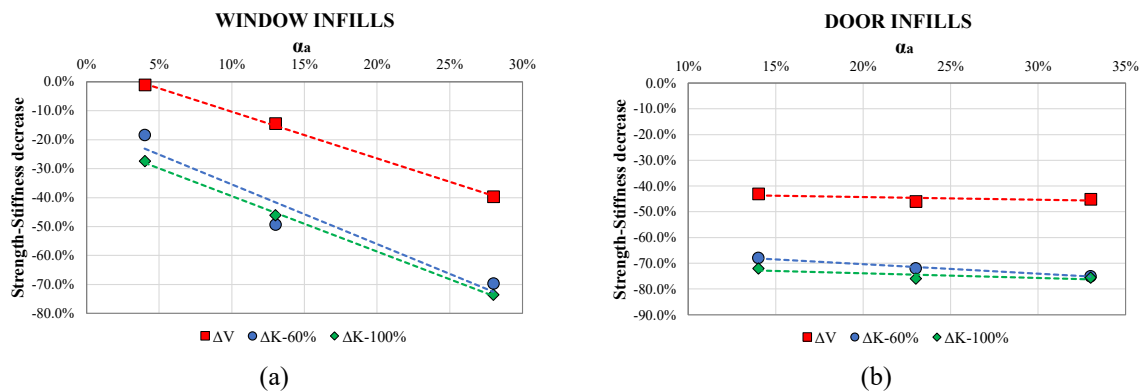 WINDOW INFILLS
αa
0% 5% 10% 15% 20% 25% 30%
0.0%
-10.0%
-20.0%
-30.0%
-40.0%
-50.0%
-60.0%
-70.0%
-80.0%
Strength-Stiffness decrease
ΔV ΔK-60% ΔK-100%
(a)
DOOR INFILLS
αa
10% 15% 20% 25% 30% 35%
0.0%
-10.0%
-20.0%
-30.0%
-40.0%
-50.0%
-60.0%
-70.0%
-80.0%
-90.0%
Strength-Stiffness decrease
ΔV ΔK-60% ΔK-100%
(b)